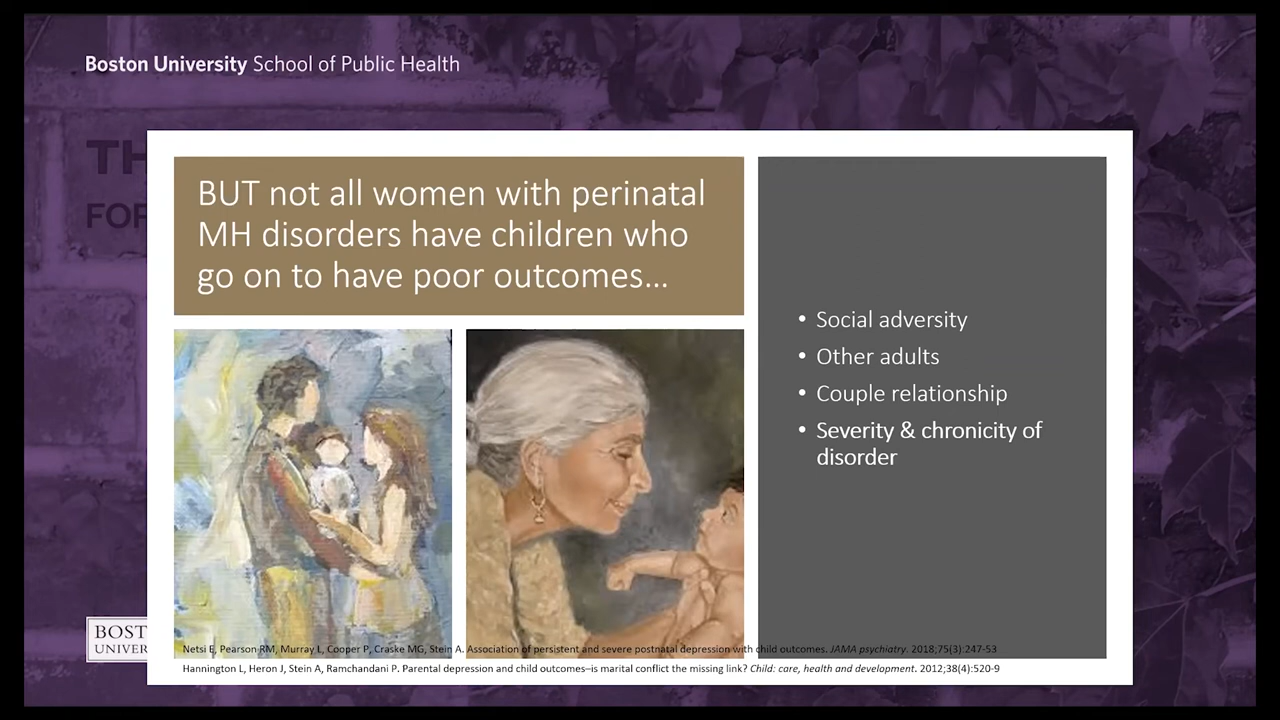 Boston University School of Public Health
TH
FOR
BUT not all women with perinatal
MH disorders have children who
go on to have poor outcomes...
• Social adversity
• Other adults
• Couple relationship
• Severity & chronicity of
disorder
BOST
UNIVER
Netsi E, Pearson RM, Murray L, Cooper P, Craske MG, Stein A. Association of persistent and severe postnatal depression with child outcomes. JAMA psychiatry. 2018;75(3):247-53
Hannington L, Heron J, Stein A, Ramchandani P. Parental depression and child outcomes–is marital conflict the missing link? Child: care, health and development. 2012;38(4):520-9